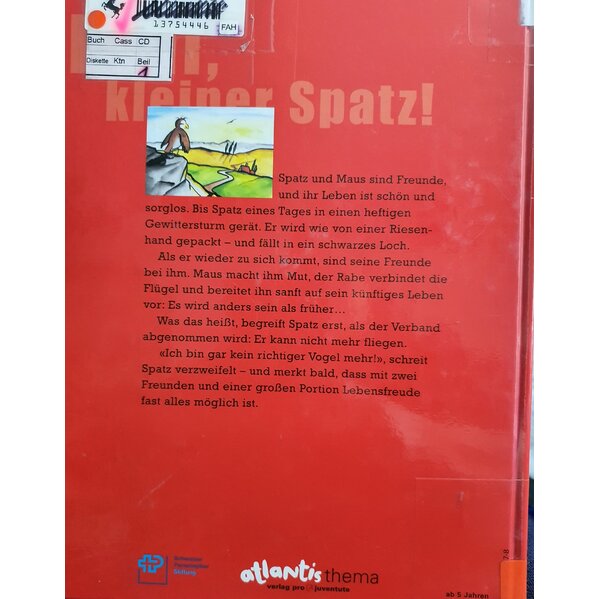 13754446
FAH
Buch Cass CD
Diskette Ktn Beil
1
kleiner Spatz!
Spatz und Maus sind Freunde,
und ihr Leben ist schön und
sorglos. Bis Spatz eines Tages in einen heftigen
Gewittersturm gerät. Er wird wie von einer Riesen-
hand gepackt – und fällt in ein schwarzes Loch.
Als er wieder zu sich kommt, sind seine Freunde
bei ihm. Maus macht ihm Mut, der Rabe verbindet die
Flügel und bereitet ihn sanft auf sein künftiges Leben
vor: Es wird anders sein als früher...
Was das heißt, begreift Spatz erst, als der Verband
abgenommen wird: Er kann nicht mehr fliegen.
«Ich bin gar kein richtiger Vogel mehr!», schreit
Spatz verzweifelt – und merkt bald, dass mit zwei
Freunden und einer großen Portion Lebensfreude
fast alles möglich ist.
Schweizer
Paraplegiker
Stiftung
atlantis thema
verlag pro juventute
ab 5 Jahren